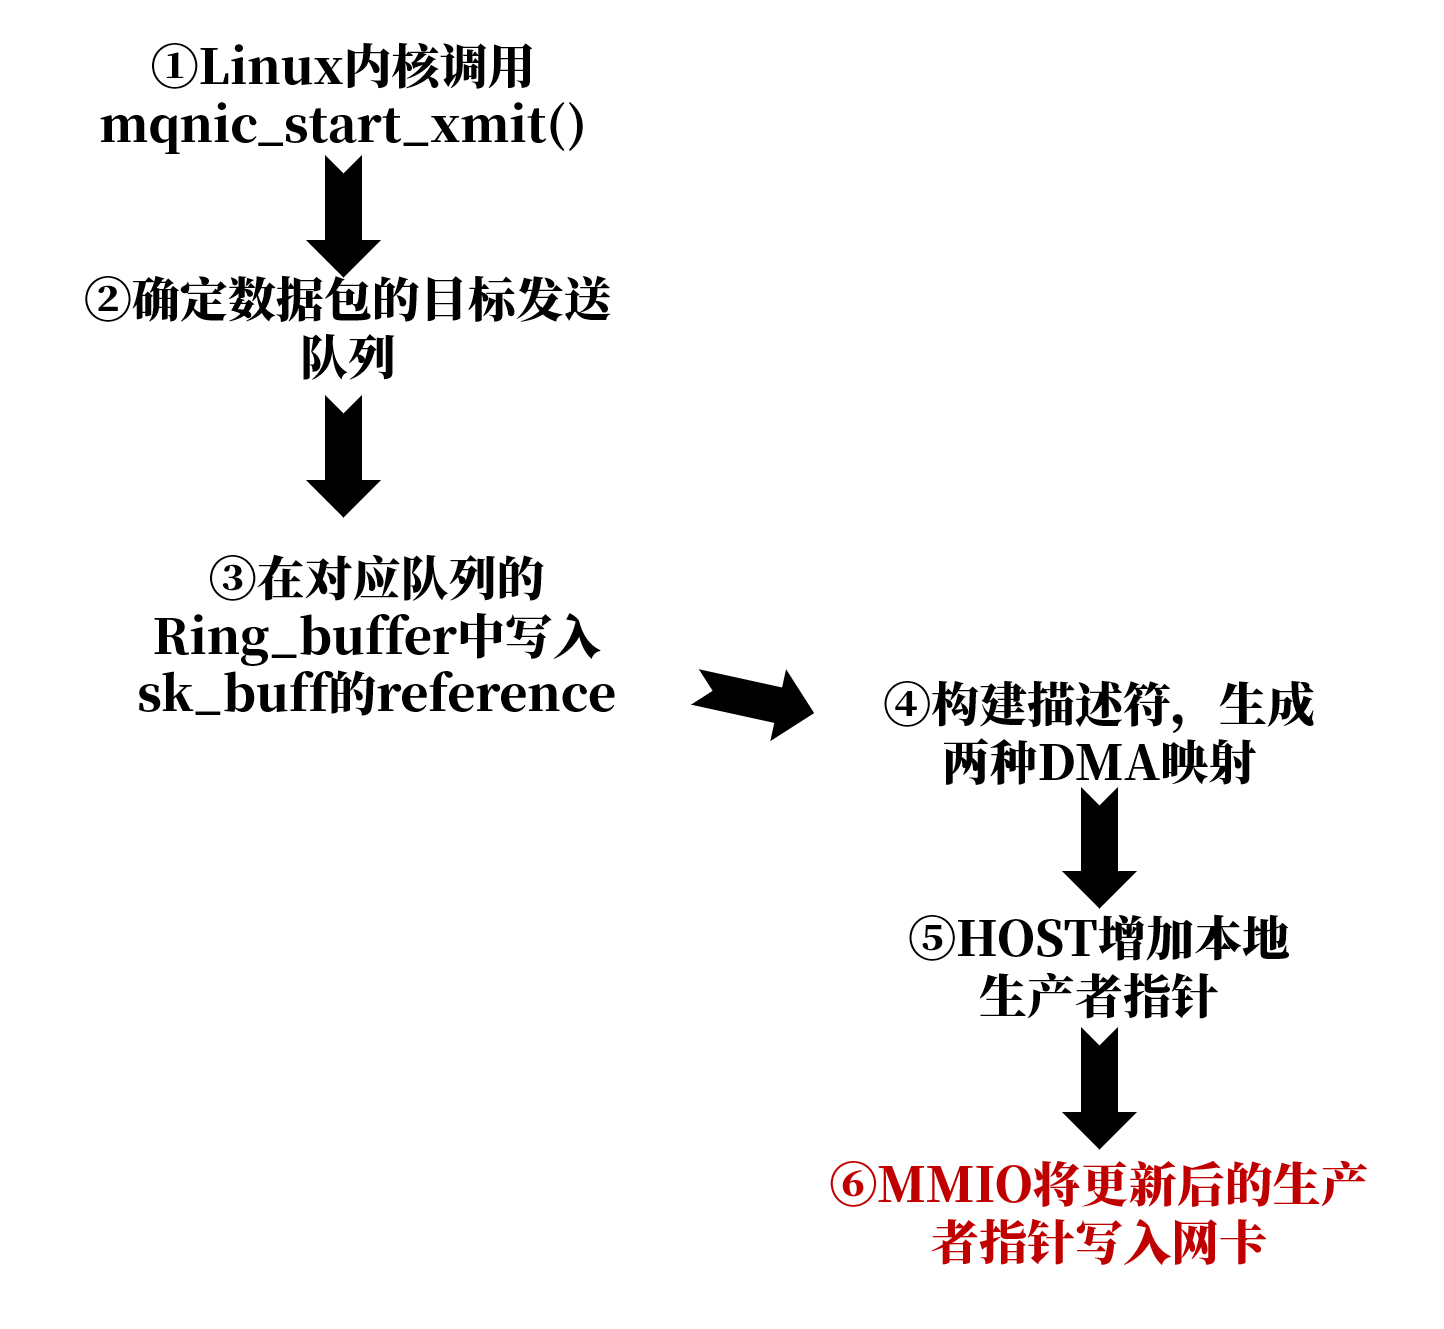 ①Linux内核调用
mqnic_start_xmit()
②确定数据包的目标发送
队列
③在对应队列的
Ring_buffer中写入
sk_buff的reference
④构建描述符，生成
两种DMA映射
⑤HOST增加本地
生产者指针
⑥MMIO将更新后的生产
者指针写入网卡